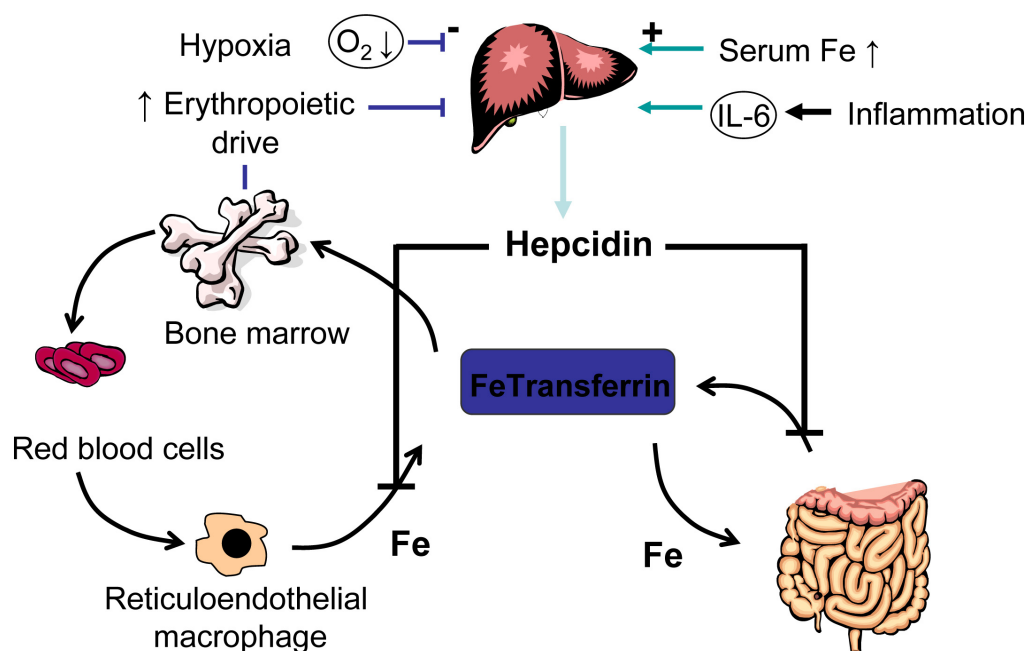 Hypoxia
O₂ ↓
-
+
Serum Fe ↑
↑ Erythropoietic
drive
IL-6
Inflammation
Hepcidin
Bone marrow
FeTransferrin
Red blood cells
Fe
Fe
Reticuloendothelial
macrophage